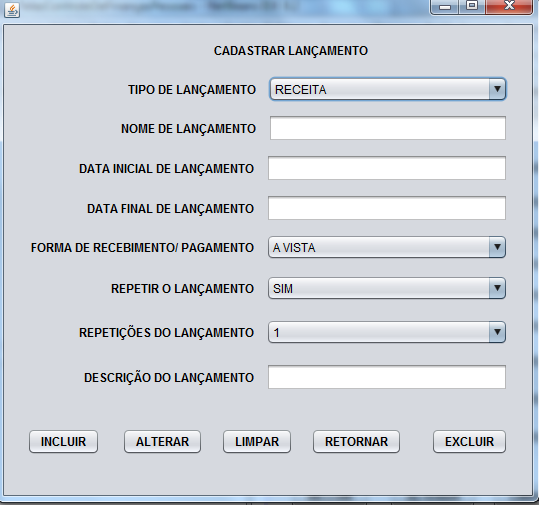 CADASTRAR LANÇAMENTO
TIPO DE LANÇAMENTO RECEITA
NOME DE LANÇAMENTO
DATA INICIAL DE LANÇAMENTO
DATA FINAL DE LANÇAMENTO
FORMA DE RECEBIMENTO/ PAGAMENTO A VISTA
REPETIR O LANÇAMENTO SIM
REPETIÇÕES DO LANÇAMENTO 1
DESCRIÇÃO DO LANÇAMENTO
INCLUIR ALTERAR LIMPAR RETORNAR EXCLUIR